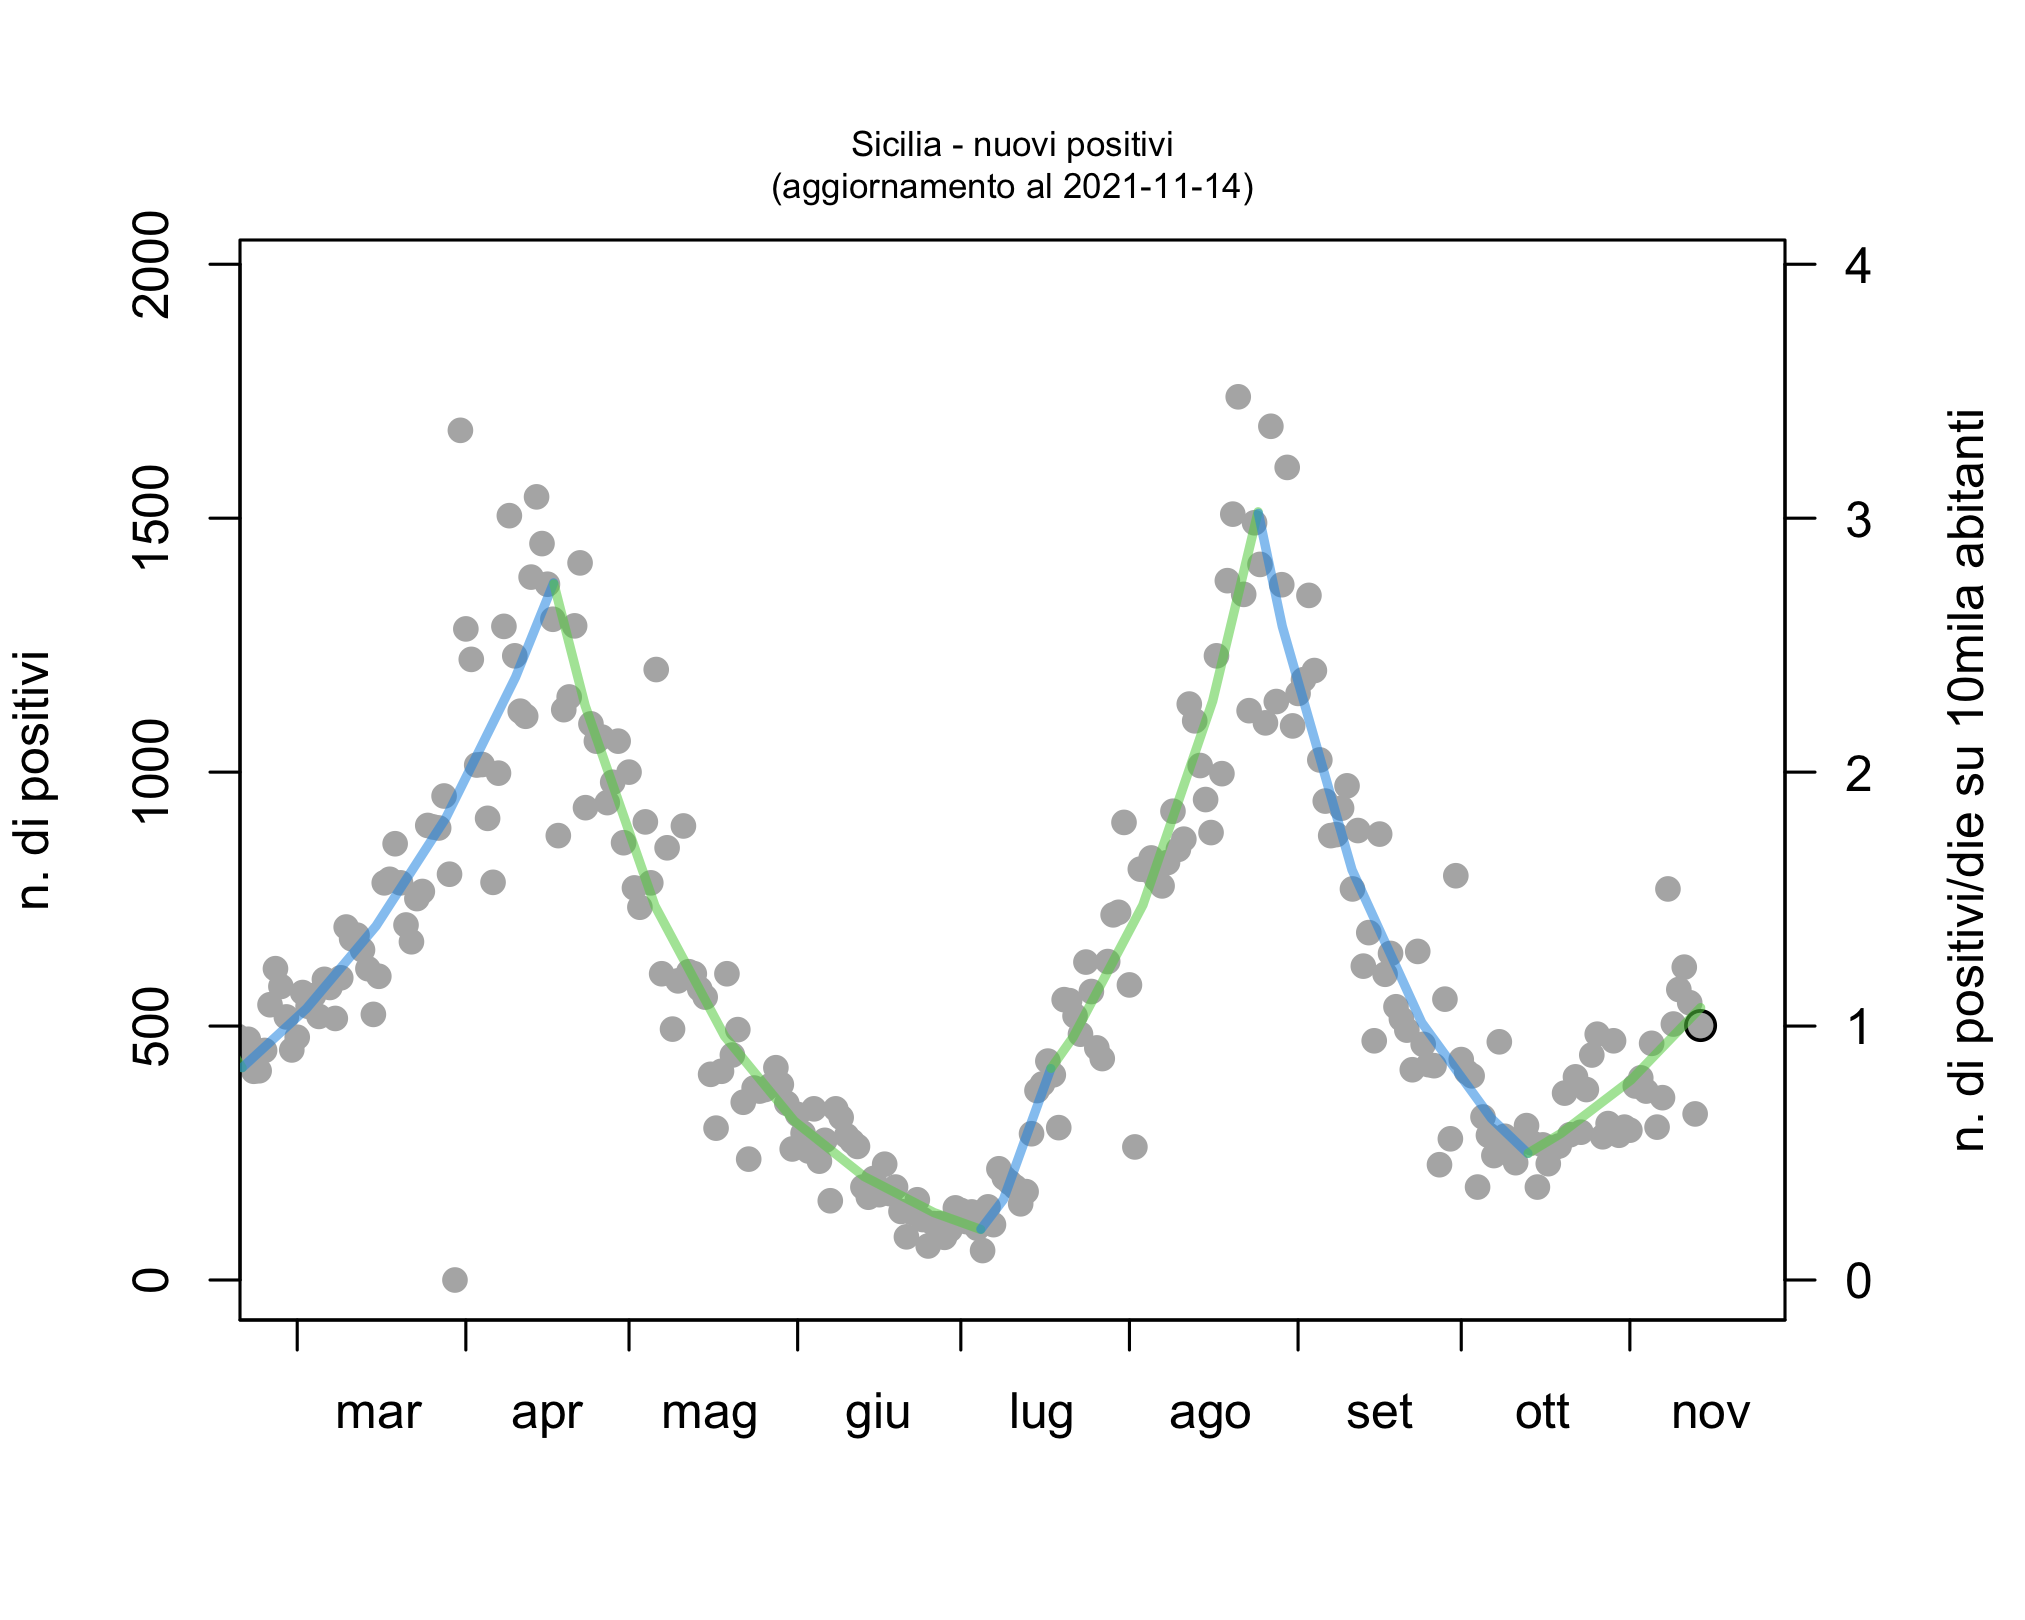 Sicilia - nuovi positivi
(aggiornamento al 2021-11-14)
n. di positivi
2000
1500
1000
500
0
4
3
2
1
0
n. di positivi/die su 10mila abitanti
mar apr mag giu lug ago set ott nov